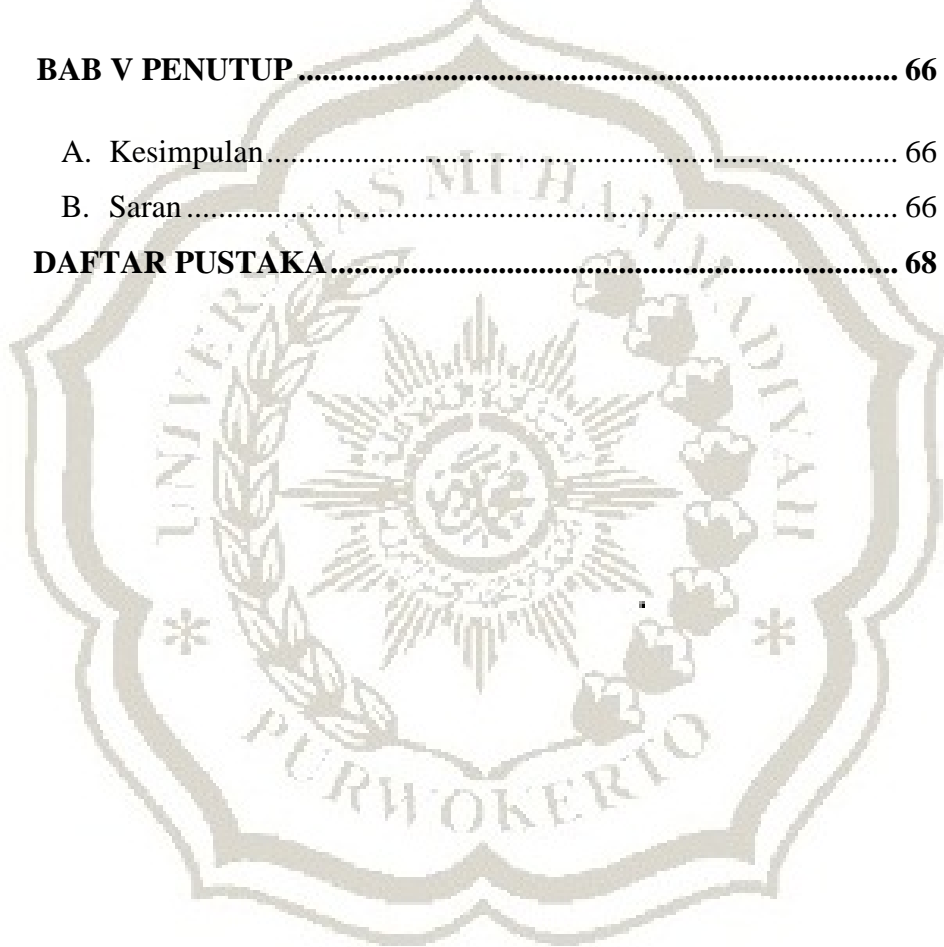 BAB V PENUTUP .......................................................................... 66
A. Kesimpulan.............................................................................. 66
B. Saran ........................................................................................ 66
DAFTAR PUSTAKA...................................................................... 68
UNIVERSITAS MUHAMMADIYAH
PURWOKERTO